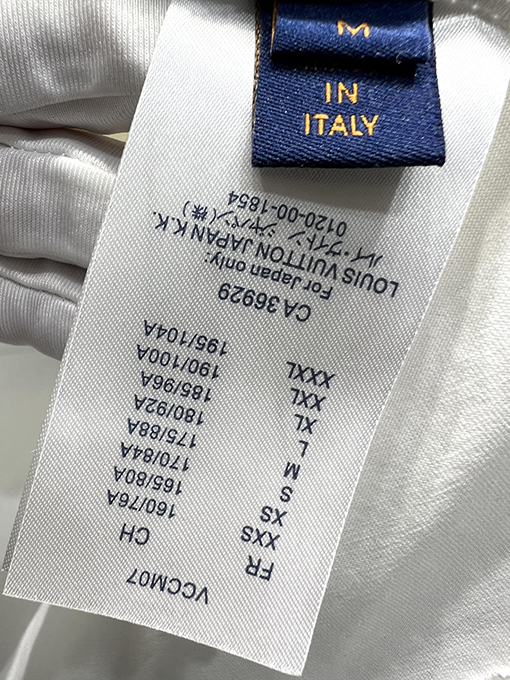 M
IN
ITALY
VCCM07
FR CH
XXS 160/76A
XS 165/80A
S 170/84A
M 175/88A
L 180/92A
XL 185/96A
XXL 190/100A
XXXL 195/104A
CA 36929
For Japan only:
LOUIS VUITTON JAPAN K.K.
ルイ・ヴィトン ジャパン(株)
0120-00-1854